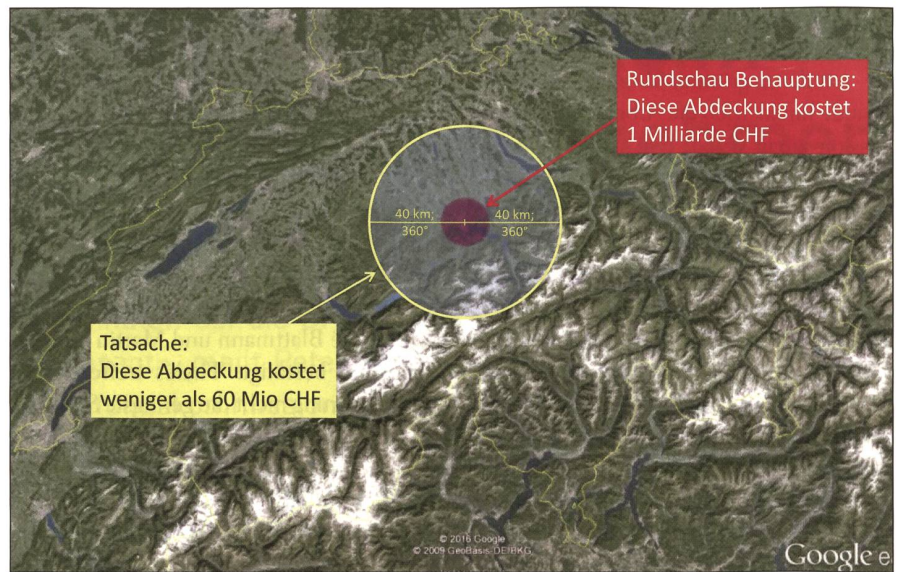 Rundschau Behauptung:
Diese Abdeckung kostet
1 Milliarde CHF
40 km; 40 km;
360° 360°
Tatsache:
Diese Abdeckung kostet
weniger als 60 Mio CHF
© 2016 Google
© 2009 GeoBasis-DE/BKG
Google e